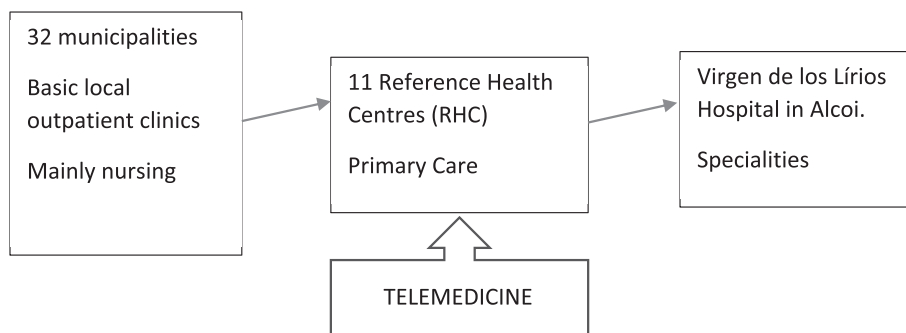 32 municipalities
Basic local
outpatient clinics
Mainly nursing
11 Reference Health
Centres (RHC)
Primary Care
Virgen de los Lírios
Hospital in Alcoi.
Specialities
TELEMEDICINE